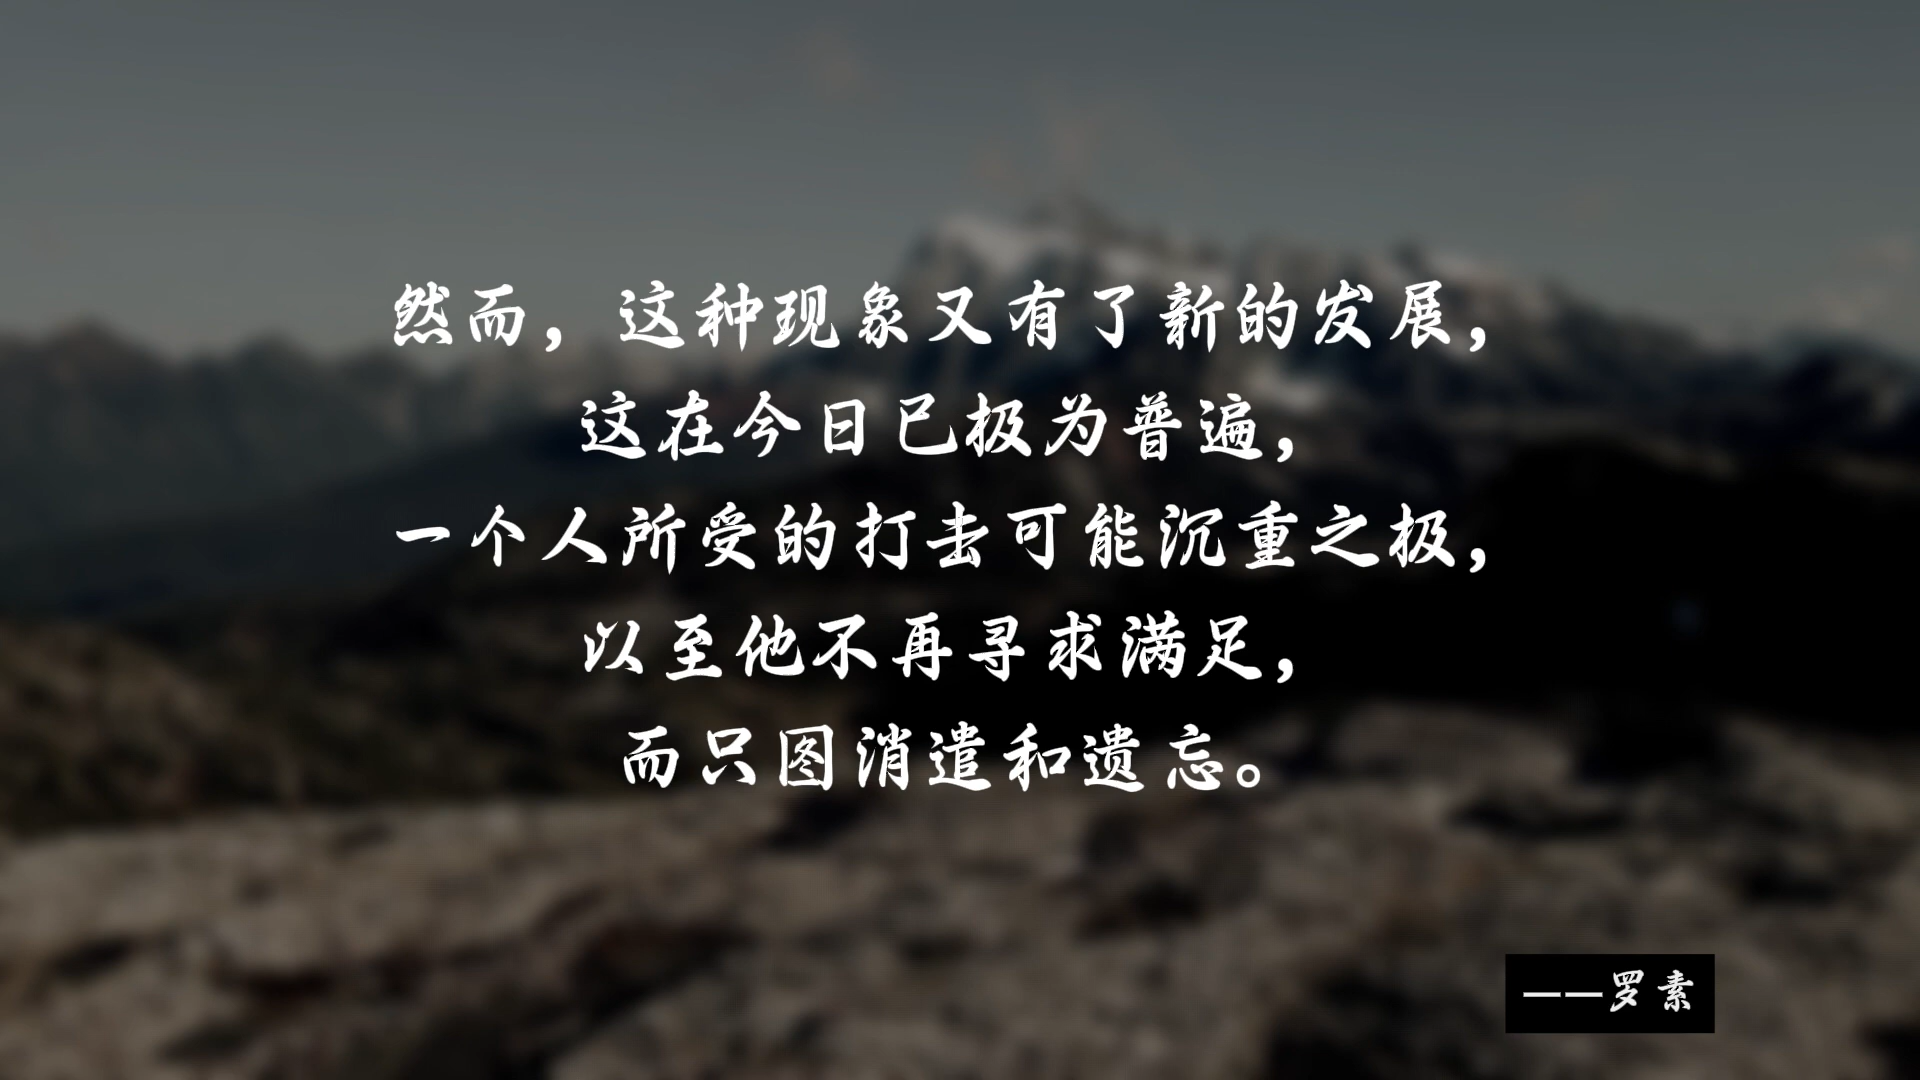 然而，这种现象又有了新的发展，
这在今日已极为普遍，
一个人所受的打击可能沉重之极，
以至他不再寻求满足，
而只图消遣和遗忘。
——罗素